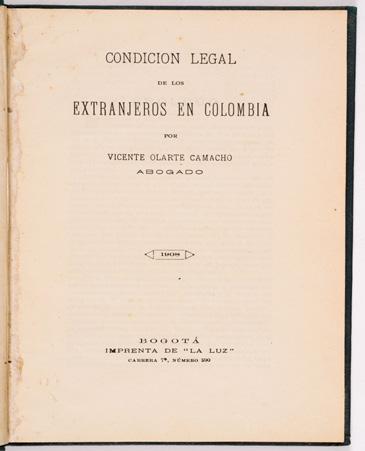 CONDICION LEGAL
DE LOS
EXTRANJEROS EN COLOMBIA
POR
VICENTE OLARTE CAMACHO
ABOGADO
1908
BOGOTÁ
IMPRENTA DE "LA LUZ"
CARRERA 7ª, NÚMERO